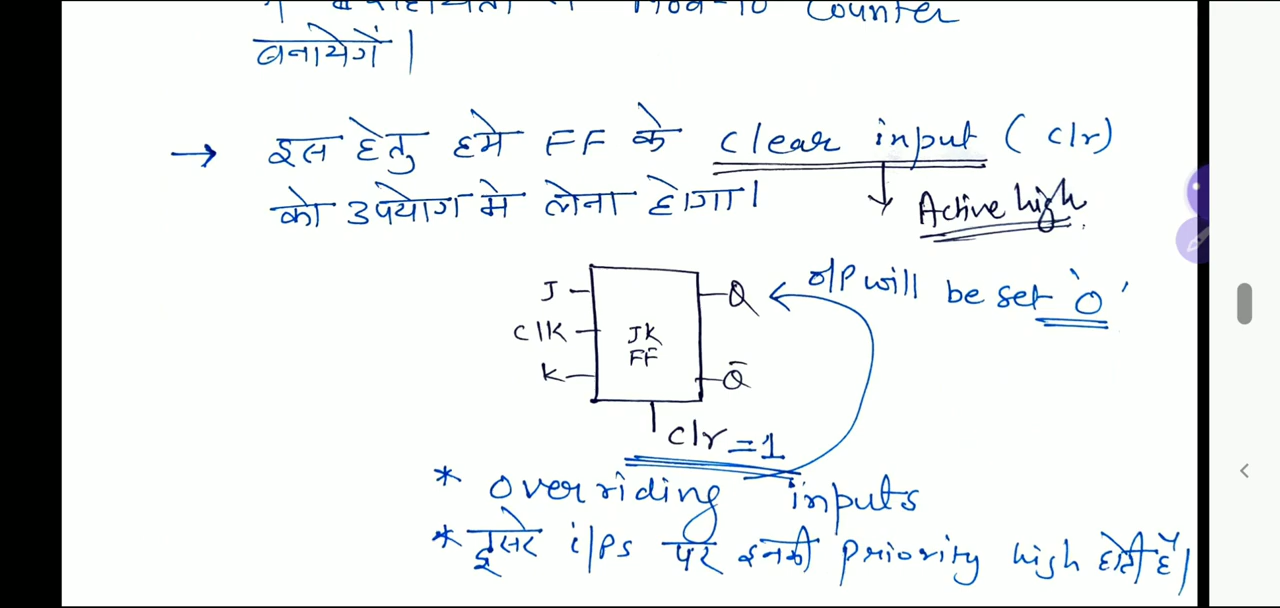 Counter
बनायेगें।
→ इस हेतु हमे FF के clear input (clr)
को उपयोग मे लेना होगा।
Active high
J
clk
K
JK
FF
Q
Q̄
clr=1
o/p will be set '0'
* overriding inputs
* दूसरे i/ps पर इनकी priority high होती है।